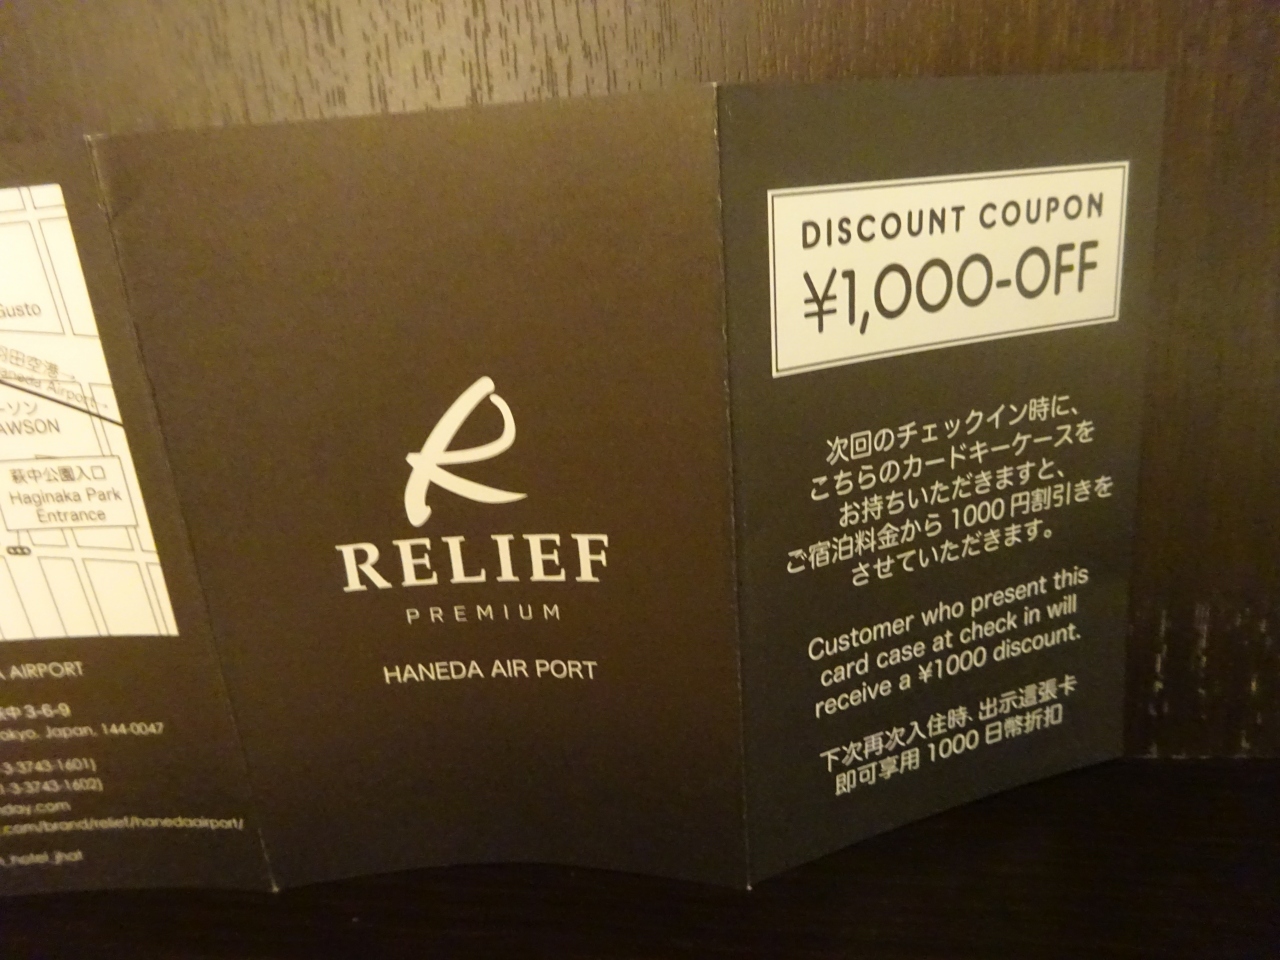 Gusto
羽田空港→
Haneda Airport→
ーソン
AWSON
萩中公園入口
Haginaka Park
Entrance
AIRPORT
萩中3-6-9
okyo, Japan, 144-0047
-3-3743-1601)
1-3-3743-1602)
day.com
.com/brand/relief/hanedaairport/
hotel_jhat
R
RELIEF
PREMIUM
HANEDA AIR PORT
DISCOUNT COUPON
¥1,000-OFF
次回のチェックイン時に、
こちらのカードキーケースを
お持ちいただきますと、
ご宿泊料金から 1000 円割引きを
させていただきます。
Customer who present this
card case at check in will
receive a ¥1000 discount.
下次再次入住時、出示這張卡
即可享用 1000 日幣折扣